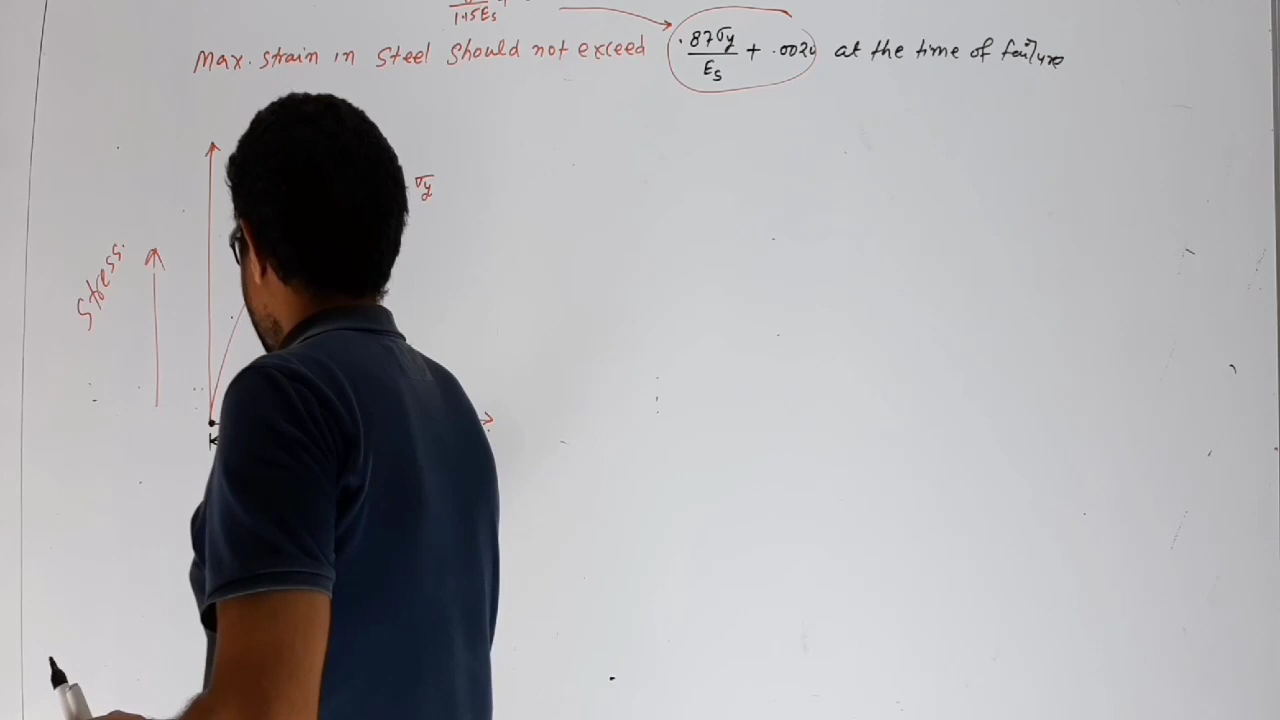 1.15Es
Max. strain in steel should not exceed .87σy/Es + .002 at the time of failure
σy
Stress